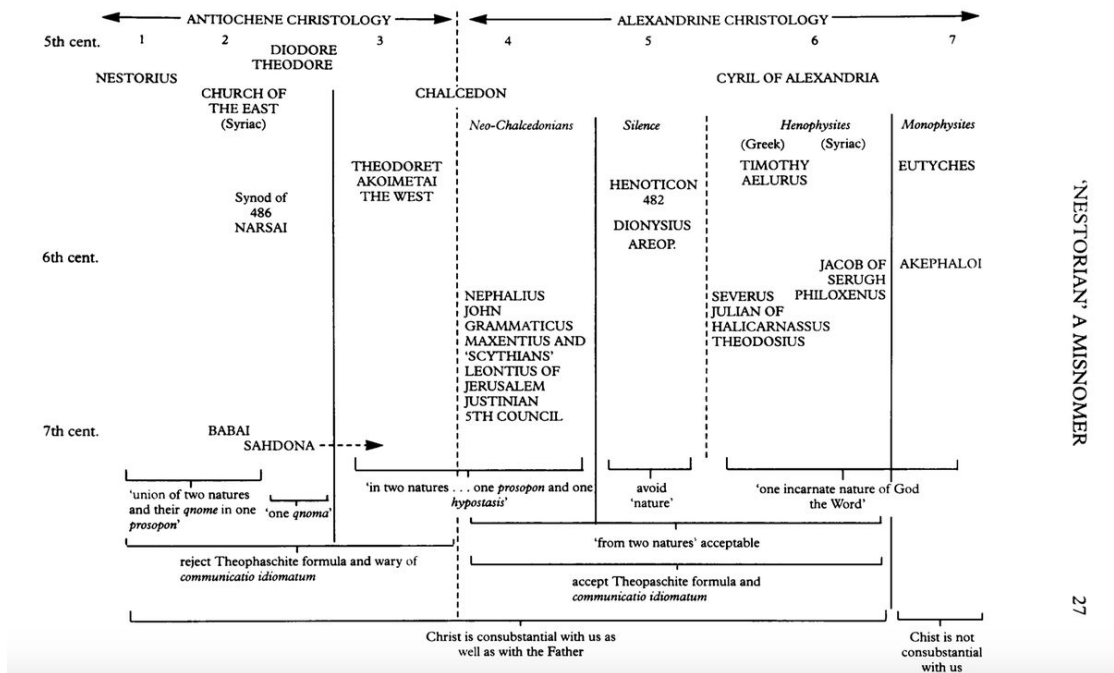 ANTIOCHENE CHRISTOLOGY
ALEXANDRINE CHRISTOLOGY
5th cent.
1
2
3
4
5
6
7
DIODORE
THEODORE
NESTORIUS
CHURCH OF
THE EAST
(Syriac)
CHALCEDON
CYRIL OF ALEXANDRIA
Neo-Chalcedonians
Silence
Henophysites
(Greek) (Syriac)
Monophysites
THEODORET
AKOIMETAI
THE WEST
Synod of
486
NARSAI
HENOTICON
482
DIONYSIUS
AREOP.
TIMOTHY
AELURUS
EUTYCHES
6th cent.
JACOB OF
SERUGH
PHILOXENUS
AKEPHALOI
NEPHALIUS
JOHN
GRAMMATICUS
MAXENTIUS AND
'SCYTHIANS'
LEONTIUS OF
JERUSALEM
JUSTINIAN
5TH COUNCIL
SEVERUS
JULIAN OF
HALICARNASSUS
THEODOSIUS
7th cent.
BABAI
SAHDONA
'union of two natures
and their qnome in one
prosopon'
'one qnoma'
'in two natures . . . one prosopon and one
hypostasis'
avoid
'nature'
'one incarnate nature of God
the Word'
'from two natures' acceptable
reject Theophaschite formula and wary of
communicatio idiomatum
accept Theopaschite formula and
communicatio idiomatum
Christ is consubstantial with us as
well as with the Father
Chist is not
consubstantial
with us
'NESTORIAN' A MISNOMER
27